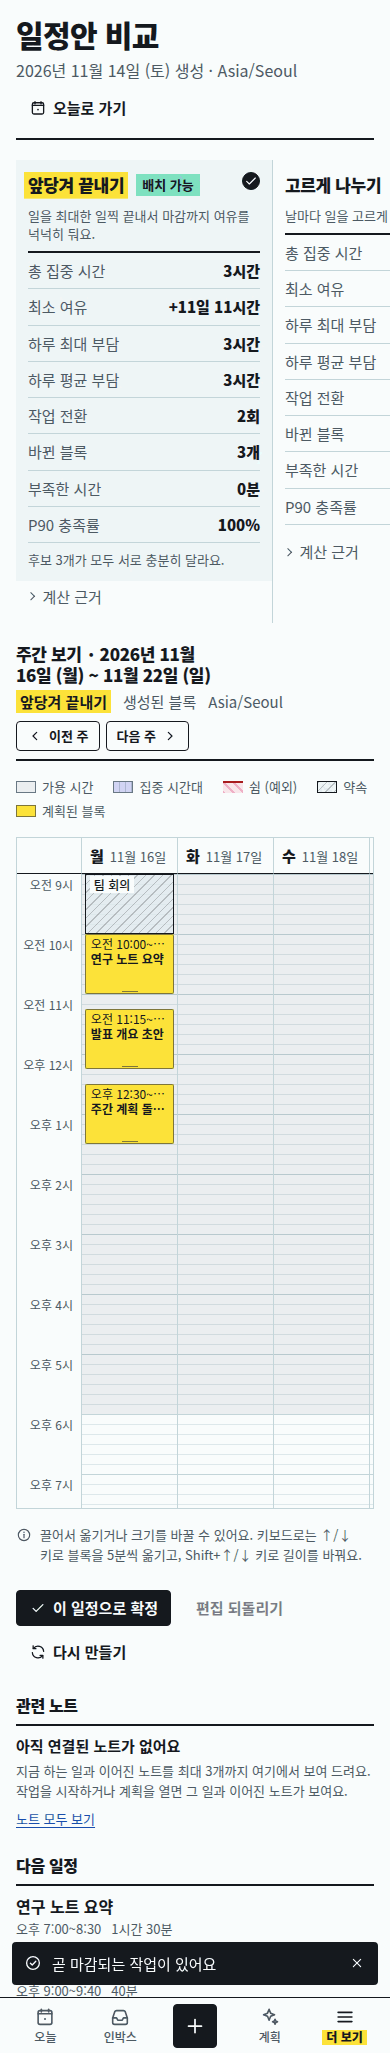 일정안 비교
2026년 11월 14일 (토) 생성 · Asia/Seoul
오늘로 가기
앞당겨 끝내기 배치 가능
일을 최대한 일찍 끝내서 마감까지 여유를
넉넉히 둬요.
총 집중 시간 3시간
최소 여유 +11일 11시간
하루 최대 부담 3시간
하루 평균 부담 3시간
작업 전환 2회
바뀐 블록 3개
부족한 시간 0분
P90 충족률 100%
후보 3개가 모두 서로 충분히 달라요.
계산 근거
고르게 나누기
날마다 일을 고르게
총 집중 시간
최소 여유
하루 최대 부담
하루 평균 부담
작업 전환
바뀐 블록
부족한 시간
P90 충족률
계산 근거
주간 보기 · 2026년 11월
16일 (월) ~ 11월 22일 (일)
앞당겨 끝내기 생성된 블록 Asia/Seoul
이전 주 다음 주
가용 시간 집중 시간대 쉼 (예외) 약속
계획된 블록
월 11월 16일 화 11월 17일 수 11월 18일
오전 9시 팀 회의
오전 10시 오전 10:00~…
연구 노트 요약
오전 11시 오전 11:15~…
발표 개요 초안
오후 12시 오후 12:30~…
주간 계획 돌…
오후 1시
오후 2시
오후 3시
오후 4시
오후 5시
오후 6시
오후 7시
끌어서 옮기거나 크기를 바꿀 수 있어요. 키보드로는 ↑/↓
키로 블록을 5분씩 옮기고, Shift+↑/↓ 키로 길이를 바꿔요.
이 일정으로 확정 편집 되돌리기
다시 만들기
관련 노트
아직 연결된 노트가 없어요
지금 하는 일과 이어진 노트를 최대 3개까지 여기에서 보여 드려요.
작업을 시작하거나 계획을 열면 그 일과 이어진 노트가 보여요.
노트 모두 보기
다음 일정
연구 노트 요약
오후 7:00~8:30 1시간 30분
곧 마감되는 작업이 있어요
오후 9:00~9:40 40분
오늘 인박스 계획 더 보기